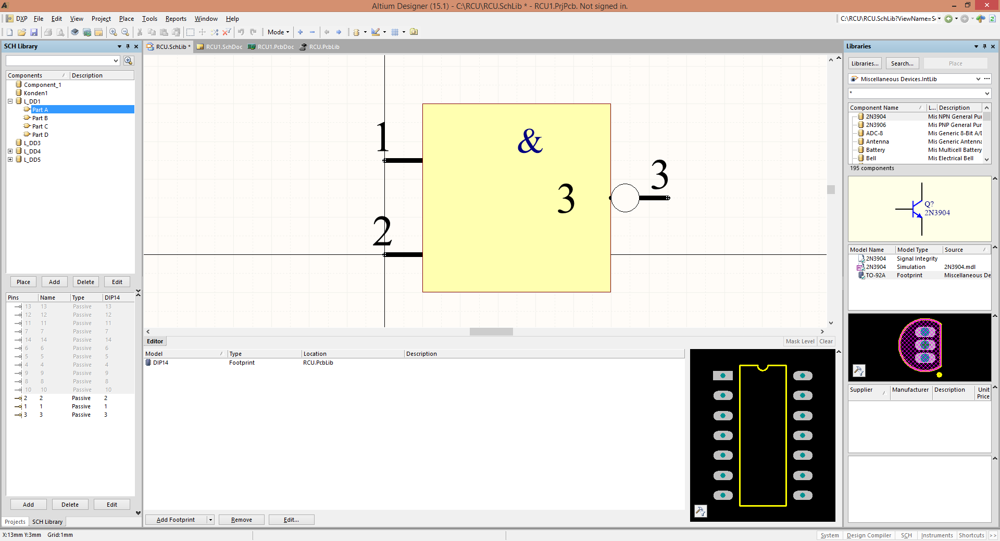 Altium Designer (15.1) - C:\RCU\RCU.SchLib * - RCU1.PrjPcb. Not signed in.
DXP File Edit View Project Place Tools Reports Window Help
C:\RCU\RCU.SchLib?ViewName=S
Mode
SCH Library
RCU.SchLib * RCU1.SchDoc RCU1.PcbDoc RCU.PcbLib
Components Description
Component_1
Konden1
L_DD1
Part A
Part B
Part C
Part D
L_DD3
L_DD4
L_DD5
Place Add Delete Edit
Pins Name Type DIP14
13 13 Passive 13
12 12 Passive 12
11 11 Passive 11
7 7 Passive 7
14 14 Passive 14
6 6 Passive 6
5 5 Passive 5
4 4 Passive 4
9 9 Passive 9
8 8 Passive 8
10 10 Passive 10
2 2 Passive 2
1 1 Passive 1
3 3 Passive 3
Add Delete Edit
Projects SCH Library
X:13mm Y:3mm Grid:1mm
1
&
3
3
2
Editor
Mask Level Clear
Model Type Location Description
DIP14 Footprint RCU.PcbLib
Add Footprint Remove Edit...
Libraries
Libraries... Search... Place
Miscellaneous Devices.IntLib
*
Component Name L... Description
2N3904 Mis NPN General Pu
2N3906 Mis PNP General Pur
ADC-8 Mis Generic 8-Bit A/D
Antenna Mis Generic Antenna
Battery Mis Multicell Battery
Bell Mis Electrical Bell
195 components
Q?
2N3904
Model Name Model Type Source
2N3904 Signal Integrity
2N3904 Simulation 2N3904.mdl
TO-92A Footprint Miscellaneous De
Supplier Manufacturer Description Unit Price
System Design Compiler SCH Instruments Shortcuts >>